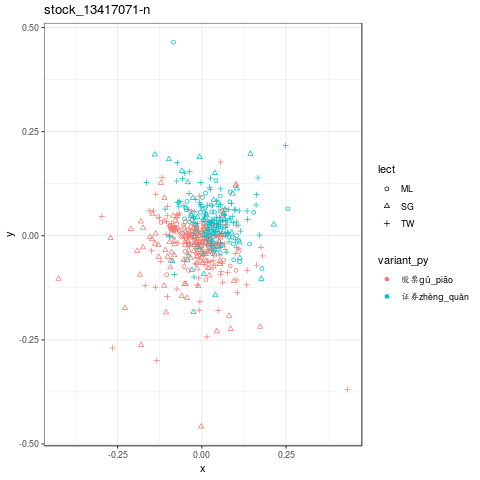 stock_13417071-n
0.50
0.25
0.00
-0.25
-0.50
y
-0.25
0.00
0.25
x
lect
ML
SG
TW
variant_py
股票gǔ_piào
证券zhèng_quàn